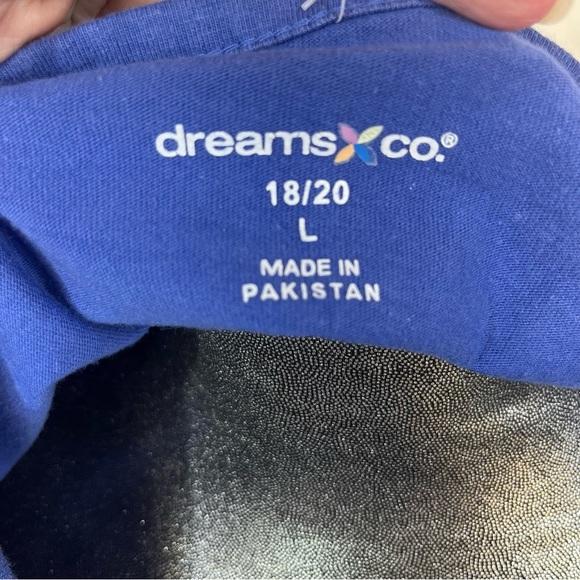 dreams co.®
18/20
L
MADE IN
PAKISTAN